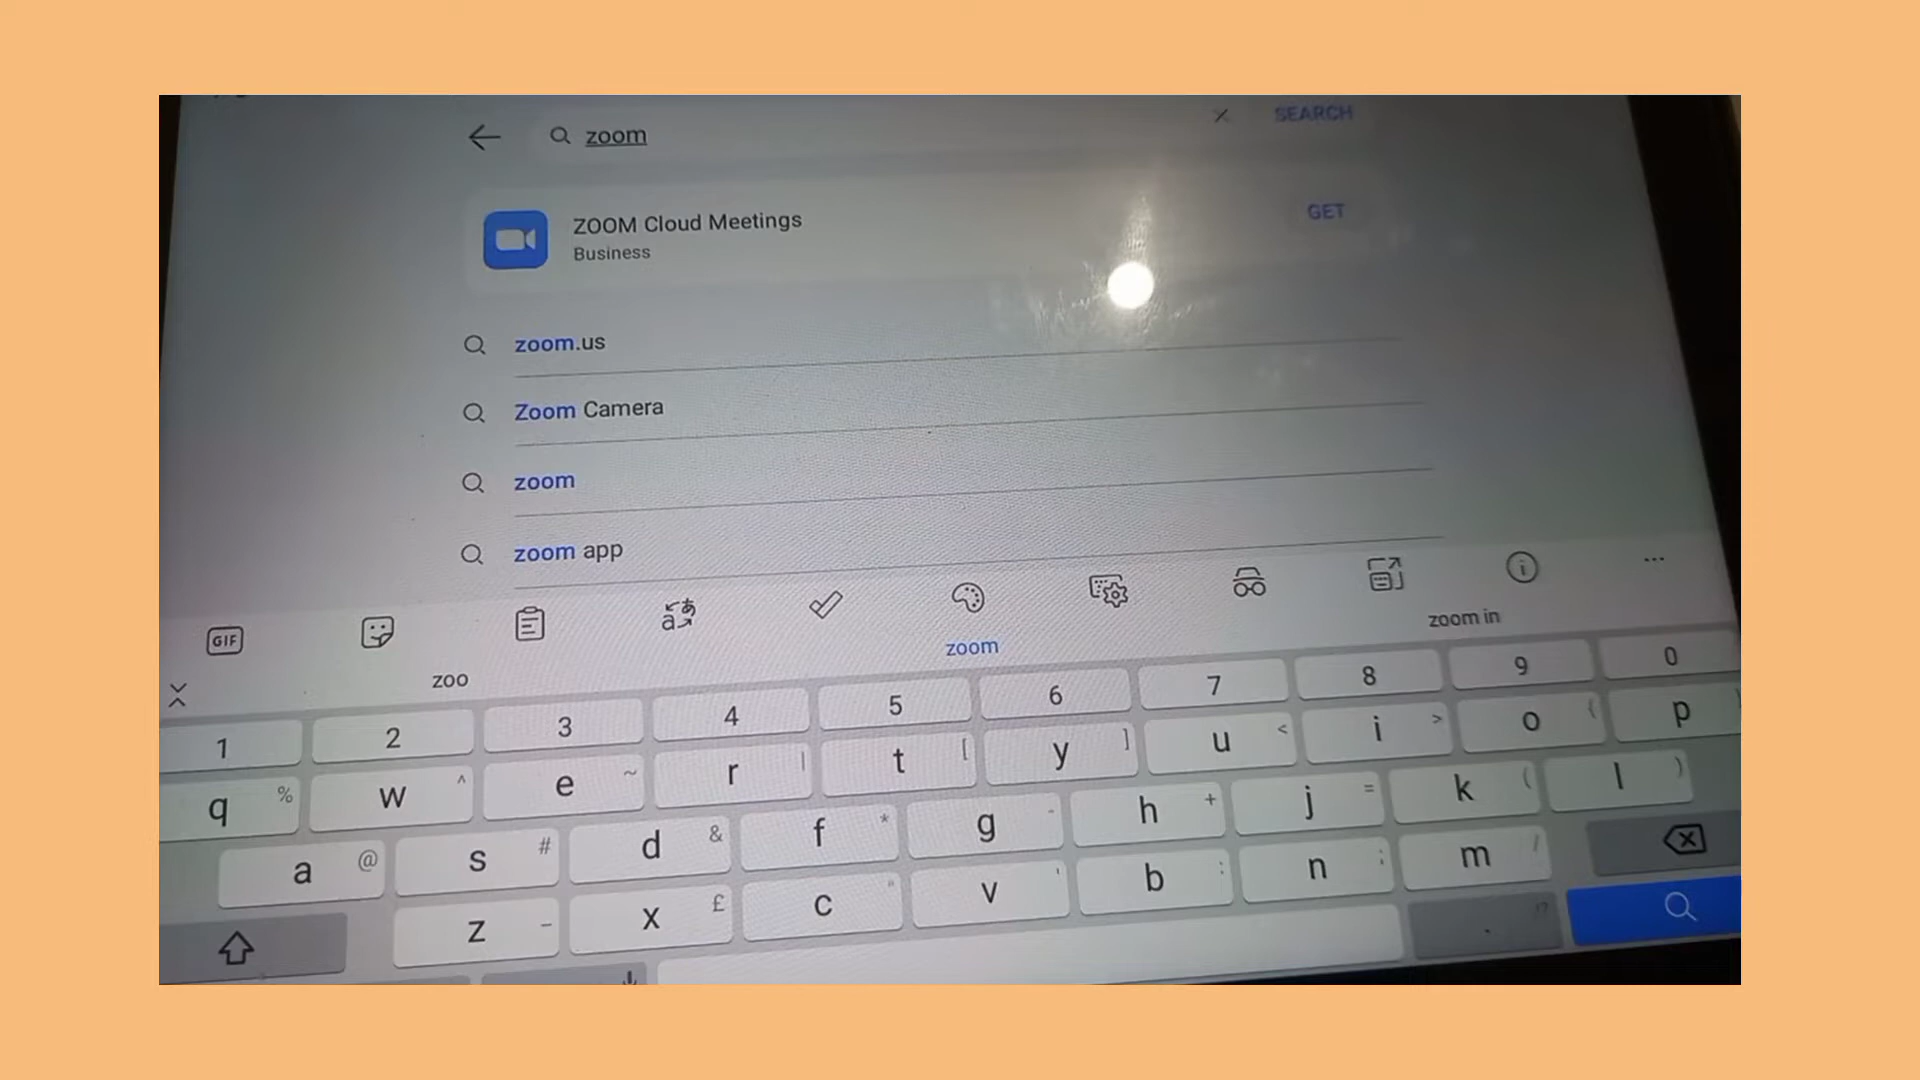 zoom
SEARCH
ZOOM Cloud Meetings
Business
GET
zoom.us
Zoom Camera
zoom
zoom app
GIF
zoo
zoom
zoom in
1 2 3 4 5 6 7 8 9 0
q % w ^ e ~ r | t [ y ] u < i > o { p
a @ s # d & f * g - h + j = k ( l )
z – x £ c " v ' b : n ; m /
. !?